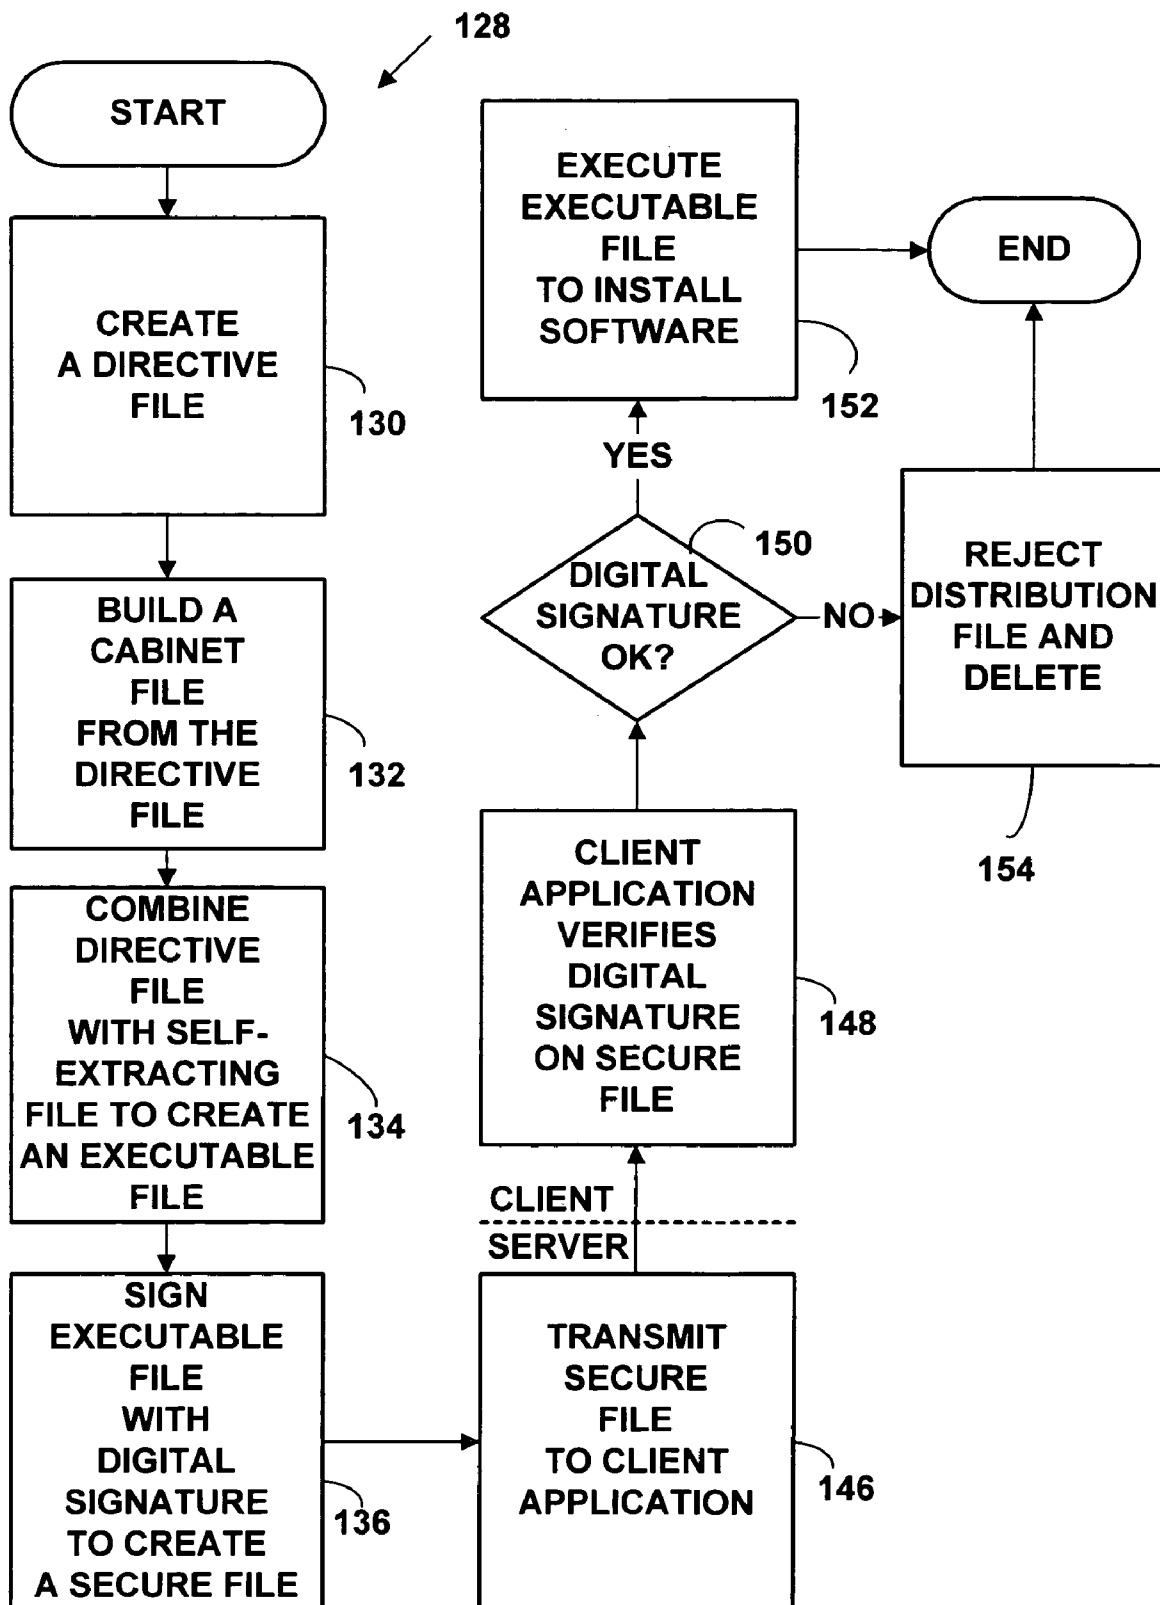 128
START
CREATE
A DIRECTIVE
FILE
130
BUILD A
CABINET
FILE
FROM THE
DIRECTIVE
FILE
132
COMBINE
DIRECTIVE
FILE
WITH SELF-
EXTRACTING
FILE TO CREATE
AN EXECUTABLE
FILE
134
SIGN
EXECUTABLE
FILE
WITH
DIGITAL
SIGNATURE
TO CREATE
A SECURE FILE
136
TRANSMIT
SECURE
FILE
TO CLIENT
APPLICATION
146
SERVER
CLIENT
CLIENT
APPLICATION
VERIFIES
DIGITAL
SIGNATURE
ON SECURE
FILE
148
DIGITAL
SIGNATURE
OK?
150
YES
NO
EXECUTE
EXECUTABLE
FILE
TO INSTALL
SOFTWARE
152
REJECT
DISTRIBUTION
FILE AND
DELETE
154
END